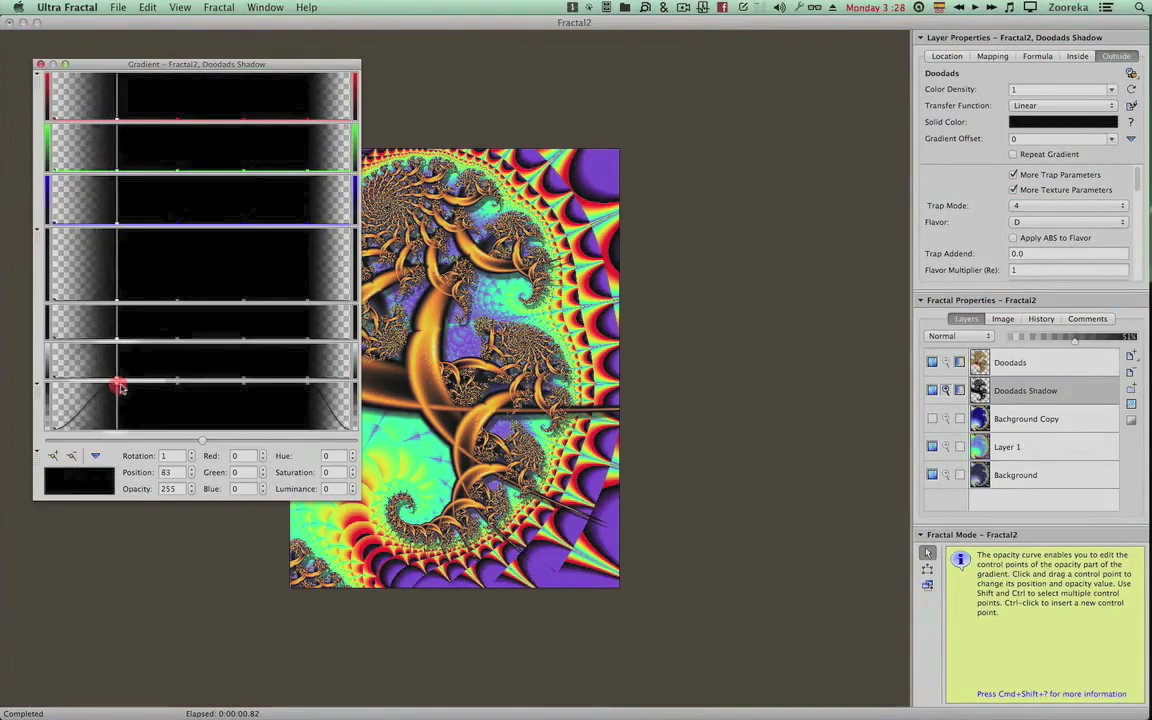 Ultra Fractal File Edit View Fractal Window Help
Monday 3 :28 Zooreka
Fractal2
Gradient – Fractal2, Doodads Shadow
Rotation: 1 Red: 0 Hue: 0
Position: 83 Green: 0 Saturation: 0
Opacity: 255 Blue: 0 Luminance: 0
Layer Properties – Fractal2, Doodads Shadow
Location Mapping Formula Inside Outside
Doodads
Color Density: 1
Transfer Function: Linear
Solid Color:
Gradient Offset: 0
Repeat Gradient
More Trap Parameters
More Texture Parameters
Trap Mode: 4
Flavor: D
Apply ABS to Flavor
Trap Addend: 0.0
Flavor Multiplier (Re): 1
Fractal Properties – Fractal2
Layers Image History Comments
Normal 51%
Doodads
Doodads Shadow
Bargound Copy
Layer 1
Background
Fractal Mode – Fractal2
The opacity curve enables you to edit the
control points of the opacity part of the
gradient. Click and drag a control point to
change its position and opacity value. Use
Shift and Ctrl to select multiple control
points. Ctrl-click to insert a new control
point.
Press Cmd+Shift+? for more information
Completed Elapsed: 0:00:00.82